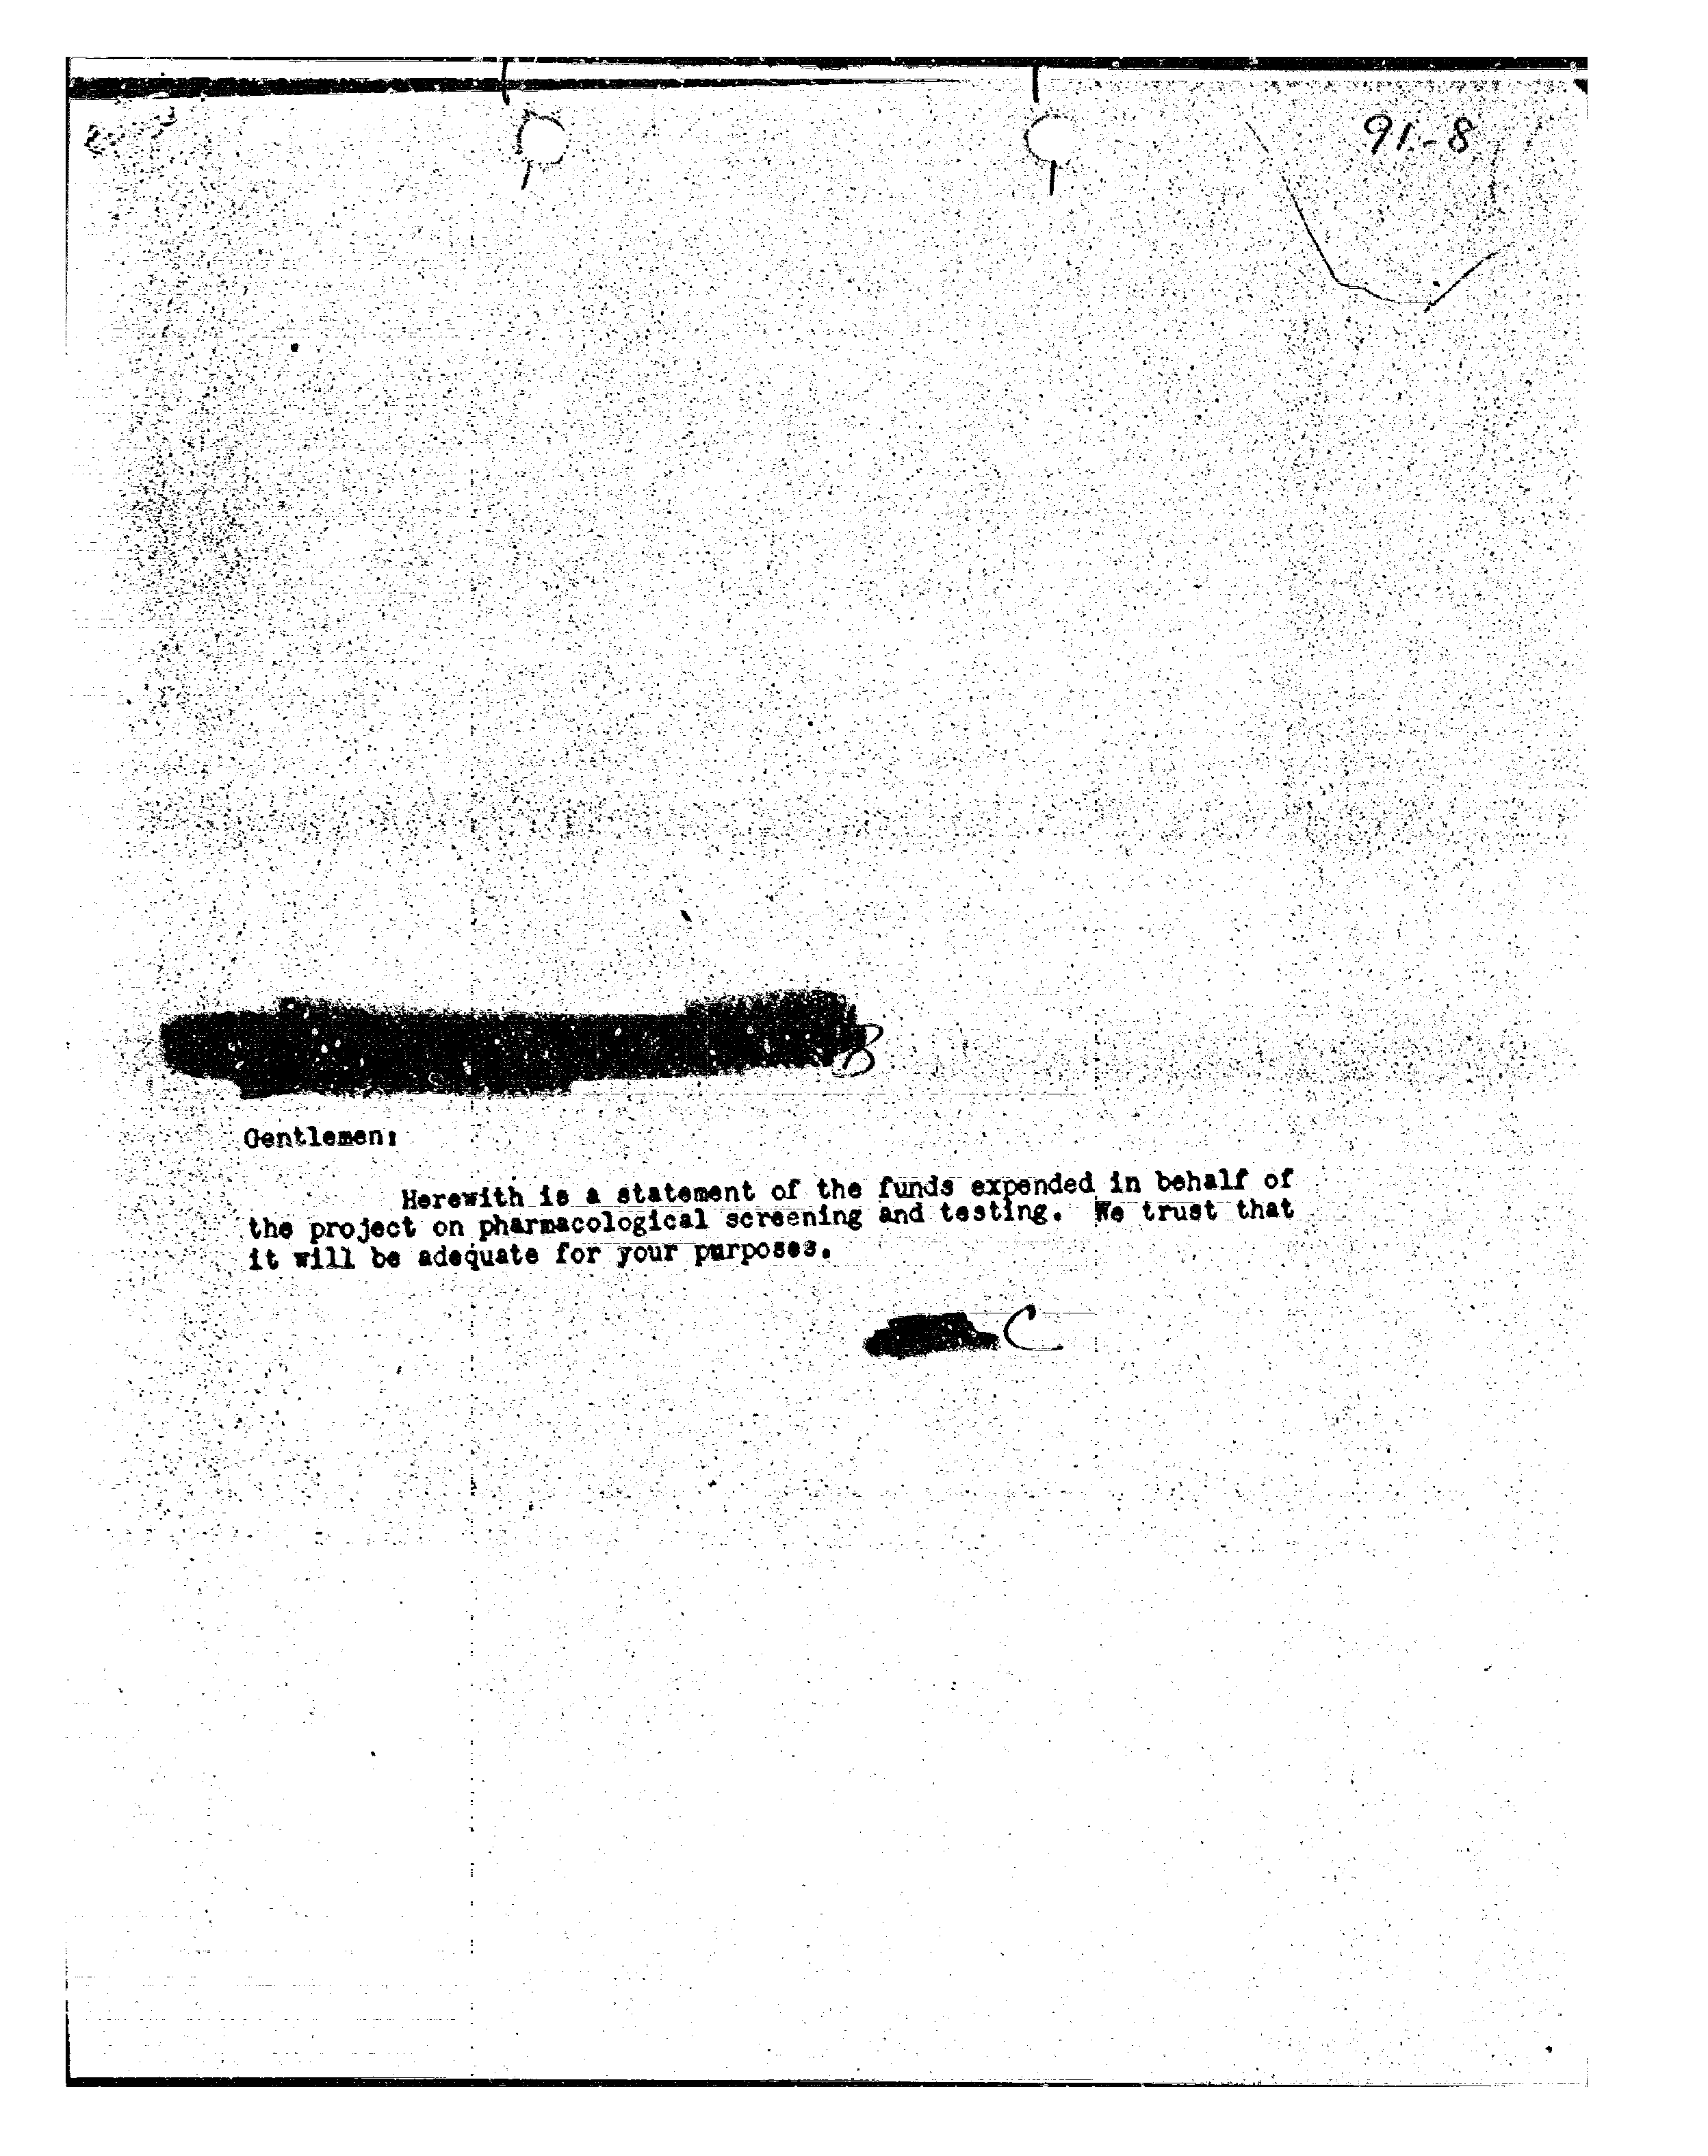 91-8
B
Gentlemen:
Herewith is a statement of the funds expended in behalf of
the project on pharmacological screening and testing. We trust that
it will be adequate for your purposes.
C